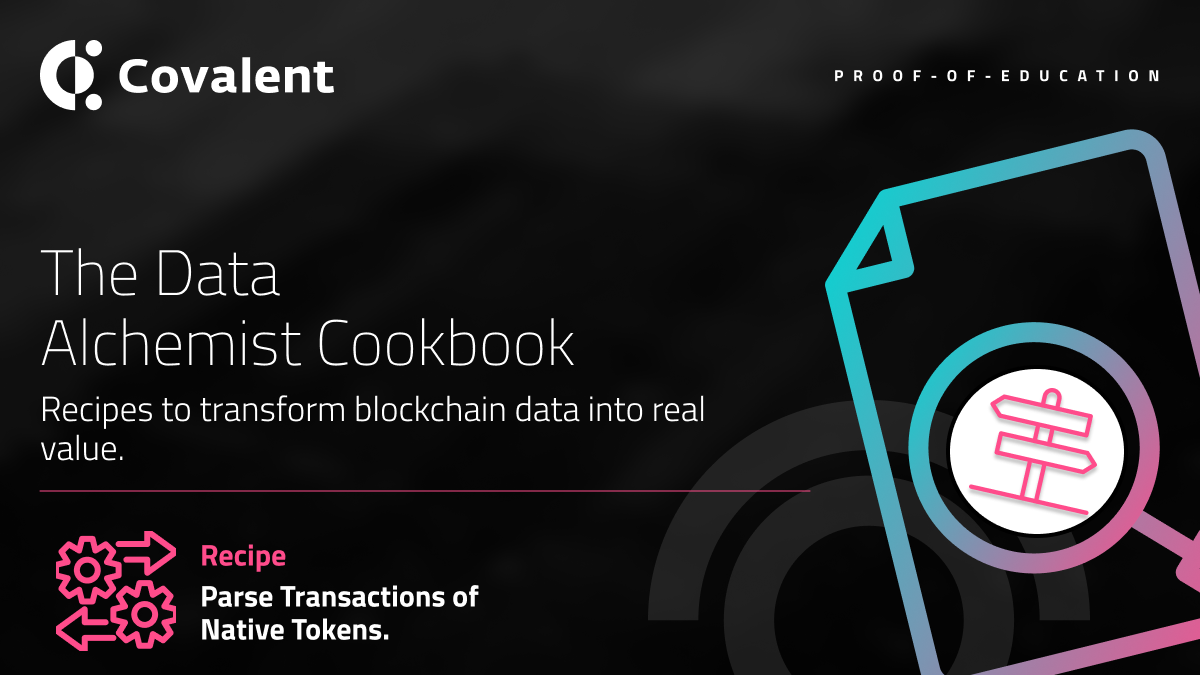 Covalent
PROOF-OF-EDUCATION
The Data
Alchemist Cookbook
Recipes to transform blockchain data into real
value.
Recipe
Parse Transactions of
Native Tokens.